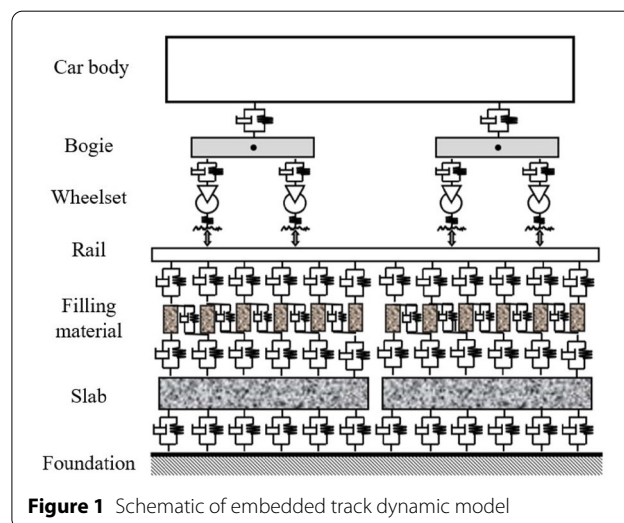 Car body
Bogie
Wheelset
Rail
Filling
material
Slab
Foundation
Figure 1 Schematic of embedded track dynamic model